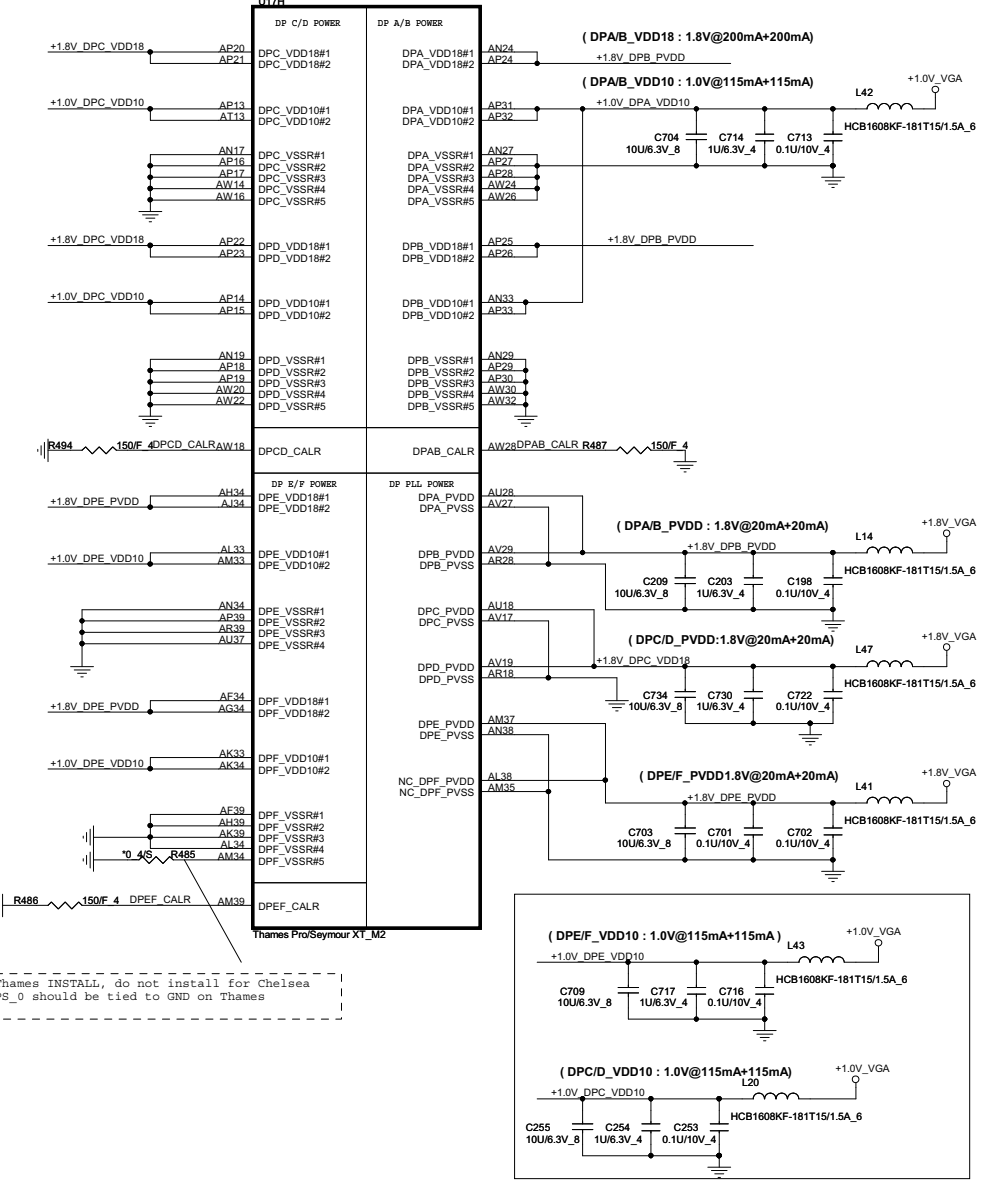 U17H
DP C/D POWER
DP A/B POWER
+1.8V_DPC_VDD18
AP20
AP21
DPC_VDD18#1
DPC_VDD18#2
DPA_VDD18#1
DPA_VDD18#2
AN24
AP24
( DPA/B_VDD18 : 1.8V@200mA+200mA)
+1.8V_DPB_PVDD
( DPA/B_VDD10 : 1.0V@115mA+115mA)
+1.0V_DPC_VDD10
AP13
AT13
DPC_VDD10#1
DPC_VDD10#2
DPA_VDD10#1
DPA_VDD10#2
AP31
AP32
+1.0V_DPA_VDD10
L42
+1.0V_VGA
HCB1608KF-181T15/1.5A_6
C704
10U/6.3V_8
C714
1U/6.3V_4
C713
0.1U/10V_4
AN17
AP16
AP17
AW14
AW16
DPC_VSSR#1
DPC_VSSR#2
DPC_VSSR#3
DPC_VSSR#4
DPC_VSSR#5
DPA_VSSR#1
DPA_VSSR#2
DPA_VSSR#3
DPA_VSSR#4
DPA_VSSR#5
AN27
AP27
AP28
AW24
AW26
+1.8V_DPC_VDD18
AP22
AP23
DPD_VDD18#1
DPD_VDD18#2
DPB_VDD18#1
DPB_VDD18#2
AP25
AP26
+1.8V_DPB_PVDD
+1.0V_DPC_VDD10
AP14
AP15
DPD_VDD10#1
DPD_VDD10#2
DPB_VDD10#1
DPB_VDD10#2
AN33
AP33
AN19
AP18
AP19
AW20
AW22
DPD_VSSR#1
DPD_VSSR#2
DPD_VSSR#3
DPD_VSSR#4
DPD_VSSR#5
DPB_VSSR#1
DPB_VSSR#2
DPB_VSSR#3
DPB_VSSR#4
DPB_VSSR#5
AN29
AP29
AP30
AW30
AW32
R494
150/F_4
DPCD_CALR
AW18
DPCD_CALR
DPAB_CALR
AW28
DPAB_CALR
R487
150/F_4
DP E/F POWER
DP PLL POWER
+1.8V_DPE_PVDD
AH34
AJ34
DPE_VDD18#1
DPE_VDD18#2
DPA_PVDD
DPA_PVSS
AU28
AV27
( DPA/B_PVDD : 1.8V@20mA+20mA)
+1.8V_DPB_PVDD
L14
+1.8V_VGA
HCB1608KF-181T15/1.5A_6
C209
10U/6.3V_8
C203
1U/6.3V_4
C198
0.1U/10V_4
+1.0V_DPE_VDD10
AL33
AM33
DPE_VDD10#1
DPE_VDD10#2
DPB_PVDD
DPB_PVSS
AV29
AR28
AN34
AP39
AR39
AU37
DPE_VSSR#1
DPE_VSSR#2
DPE_VSSR#3
DPE_VSSR#4
DPC_PVDD
DPC_PVSS
AU18
AV17
( DPC/D_PVDD:1.8V@20mA+20mA)
DPD_PVDD
DPD_PVSS
AV19
AR18
+1.8V_DPC_VDD18
L47
+1.8V_VGA
HCB1608KF-181T15/1.5A_6
C734
10U/6.3V_8
C730
1U/6.3V_4
C722
0.1U/10V_4
+1.8V_DPE_PVDD
AF34
AG34
DPF_VDD18#1
DPF_VDD18#2
DPE_PVDD
DPE_PVSS
AM37
AN38
+1.0V_DPE_VDD10
AK33
AK34
DPF_VDD10#1
DPF_VDD10#2
NC_DPF_PVDD
NC_DPF_PVSS
AL38
AM35
( DPE/F_PVDD1.8V@20mA+20mA)
+1.8V_DPE_PVDD
L41
+1.8V_VGA
HCB1608KF-181T15/1.5A_6
C703
10U/6.3V_8
C701
0.1U/10V_4
C702
0.1U/10V_4
AF39
AH39
AK39
AL34
AM34
DPF_VSSR#1
DPF_VSSR#2
DPF_VSSR#3
DPF_VSSR#4
DPF_VSSR#5
*0_4/S
R485
R486
150/F_4
DPEF_CALR
AM39
DPEF_CALR
Thames Pro/Seymour XT_M2
Thames INSTALL, do not install for Chelsea
PS_0 should be tied to GND on Thames
( DPE/F_VDD10 : 1.0V@115mA+115mA )
+1.0V_DPE_VDD10
L43
+1.0V_VGA
HCB1608KF-181T15/1.5A_6
C709
10U/6.3V_8
C717
1U/6.3V_4
C716
0.1U/10V_4
( DPC/D_VDD10 : 1.0V@115mA+115mA)
+1.0V_DPC_VDD10
L20
+1.0V_VGA
HCB1608KF-181T15/1.5A_6
C255
10U/6.3V_8
C254
1U/6.3V_4
C253
0.1U/10V_4